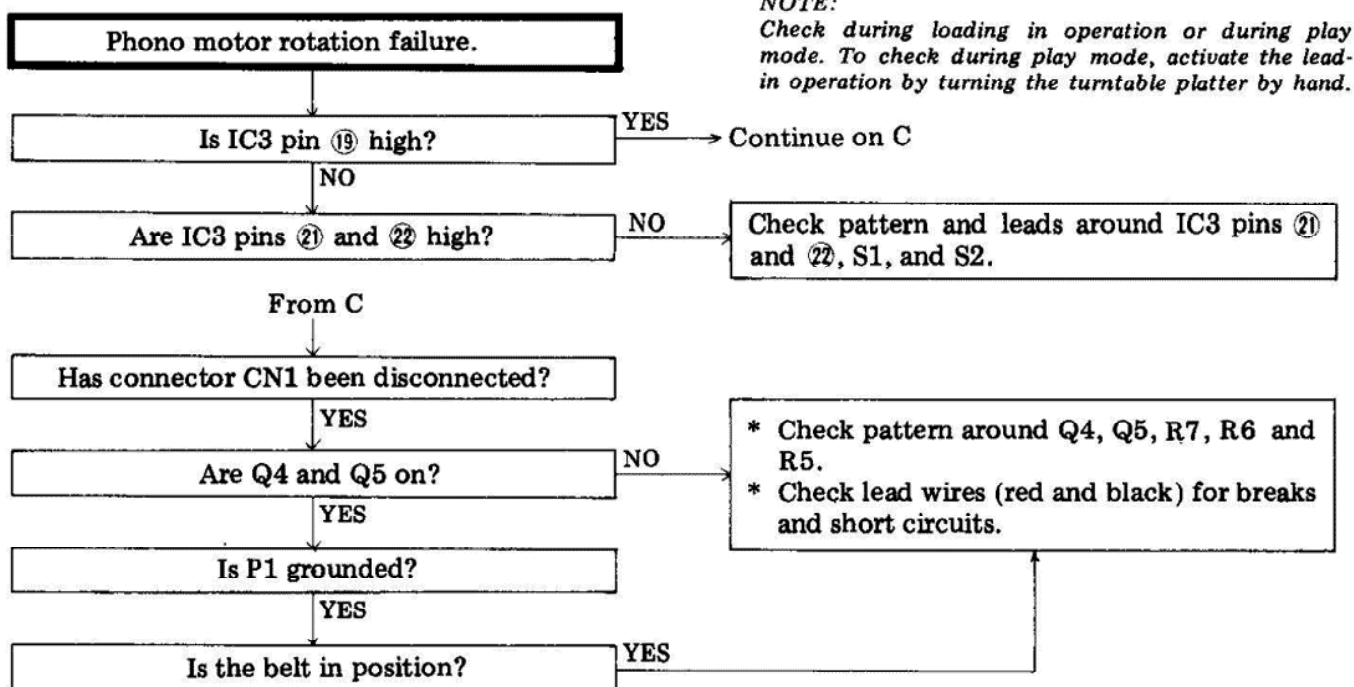 NOTE:
Check during loading in operation or during play
mode. To check during play mode, activate the lead-
in operation by turning the turntable platter by hand.
Phono motor rotation failure.
Is IC3 pin ⑲ high?
YES
Continue on C
NO
Are IC3 pins ㉑ and ㉒ high?
NO
Check pattern and leads around IC3 pins ㉑
and ㉒, S1, and S2.
From C
Has connector CN1 been disconnected?
YES
Are Q4 and Q5 on?
NO
* Check pattern around Q4, Q5, R7, R6 and
R5.
* Check lead wires (red and black) for breaks
and short circuits.
YES
Is P1 grounded?
YES
Is the belt in position?
YES